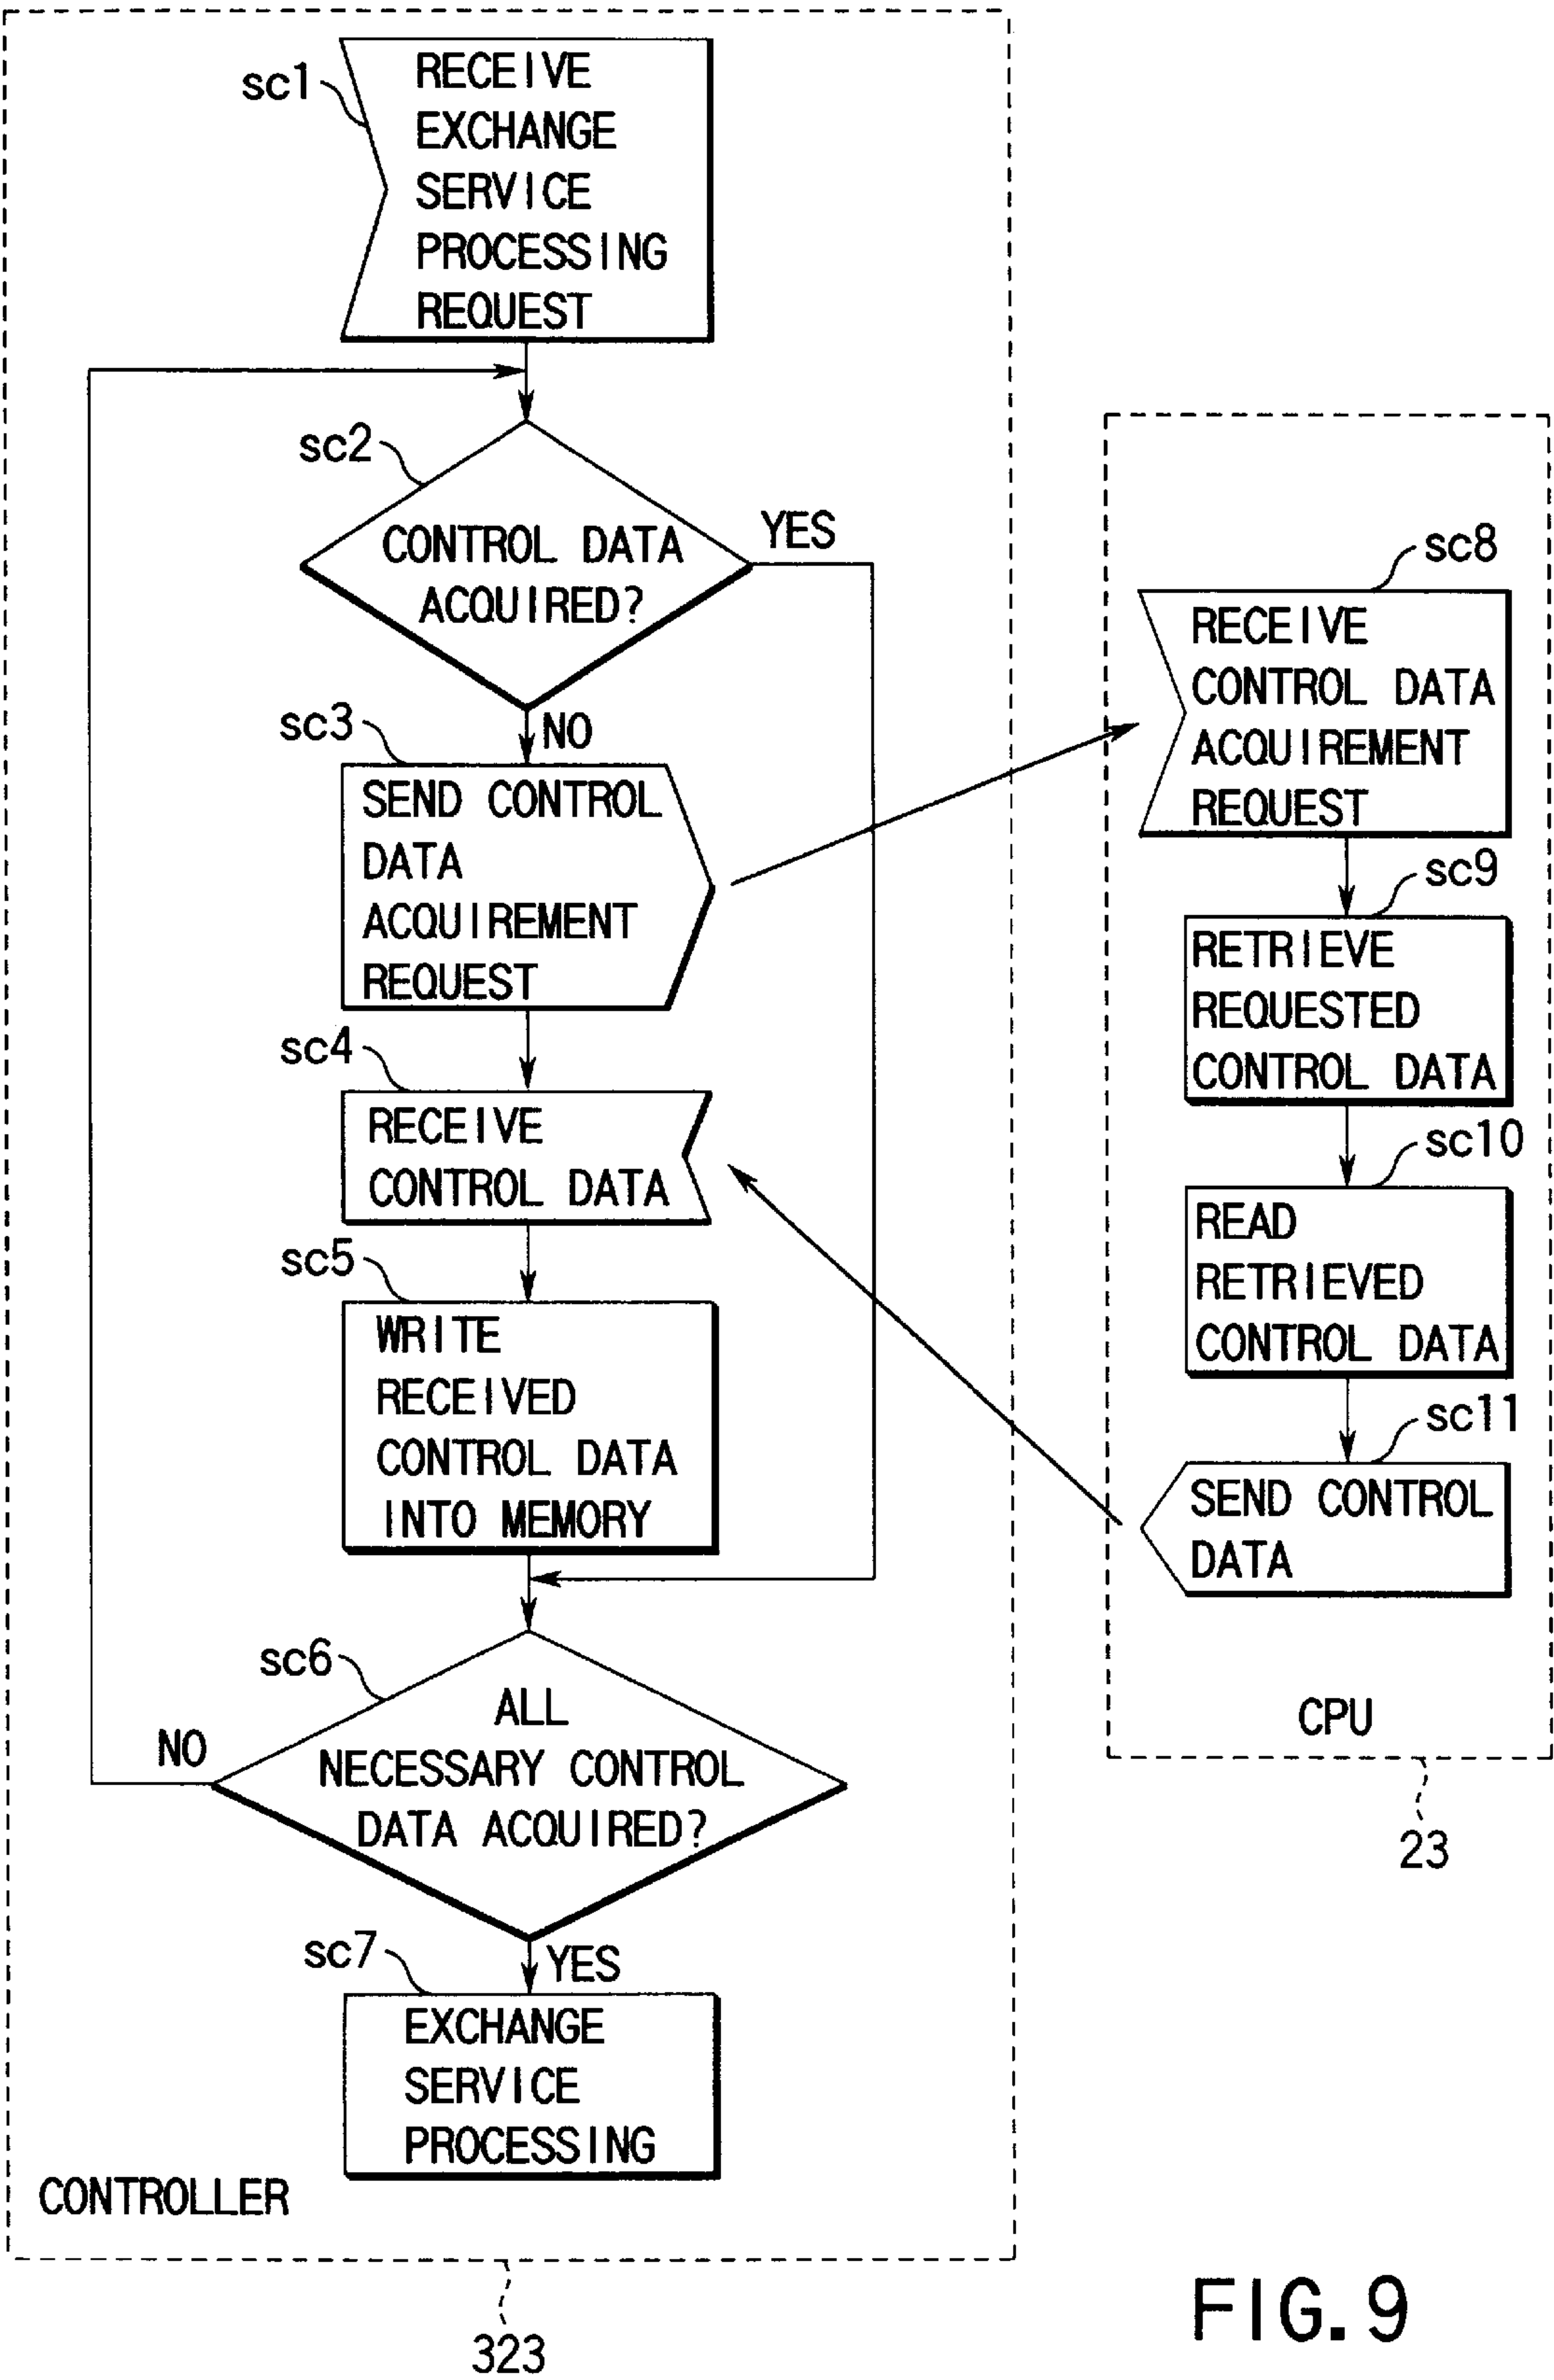 sc1
RECEIVE
EXCHANGE
SERVICE
PROCESSING
REQUEST
sc2
CONTROL DATA
ACQUIRED?
YES
NO
sc3
SEND CONTROL
DATA
ACQUIREMENT
REQUEST
sc4
RECEIVE
CONTROL DATA
sc5
WRITE
RECEIVED
CONTROL DATA
INTO MEMORY
sc6
ALL
NECESSARY CONTROL
DATA ACQUIRED?
NO
YES
sc7
EXCHANGE
SERVICE
PROCESSING
CONTROLLER
323
sc8
RECEIVE
CONTROL DATA
ACQUIREMENT
REQUEST
sc9
RETRIEVE
REQUESTED
CONTROL DATA
sc10
READ
RETRIEVED
CONTROL DATA
sc11
SEND CONTROL
DATA
CPU
23
FIG. 9